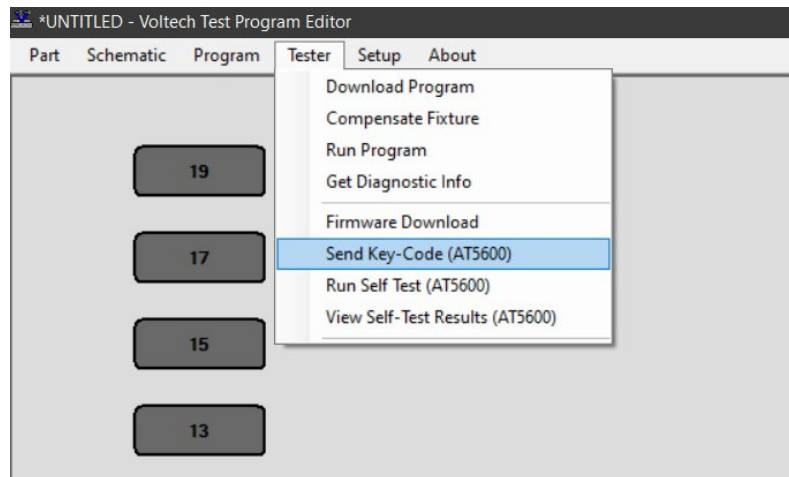 *UNTITLED - Voltech Test Program Editor
Part Schematic Program Tester Setup About
Download Program
Compensate Fixture
Run Program
Get Diagnostic Info
Firmware Download
Send Key-Code (AT5600)
Run Self Test (AT5600)
View Self-Test Results (AT5600)
19
17
15
13